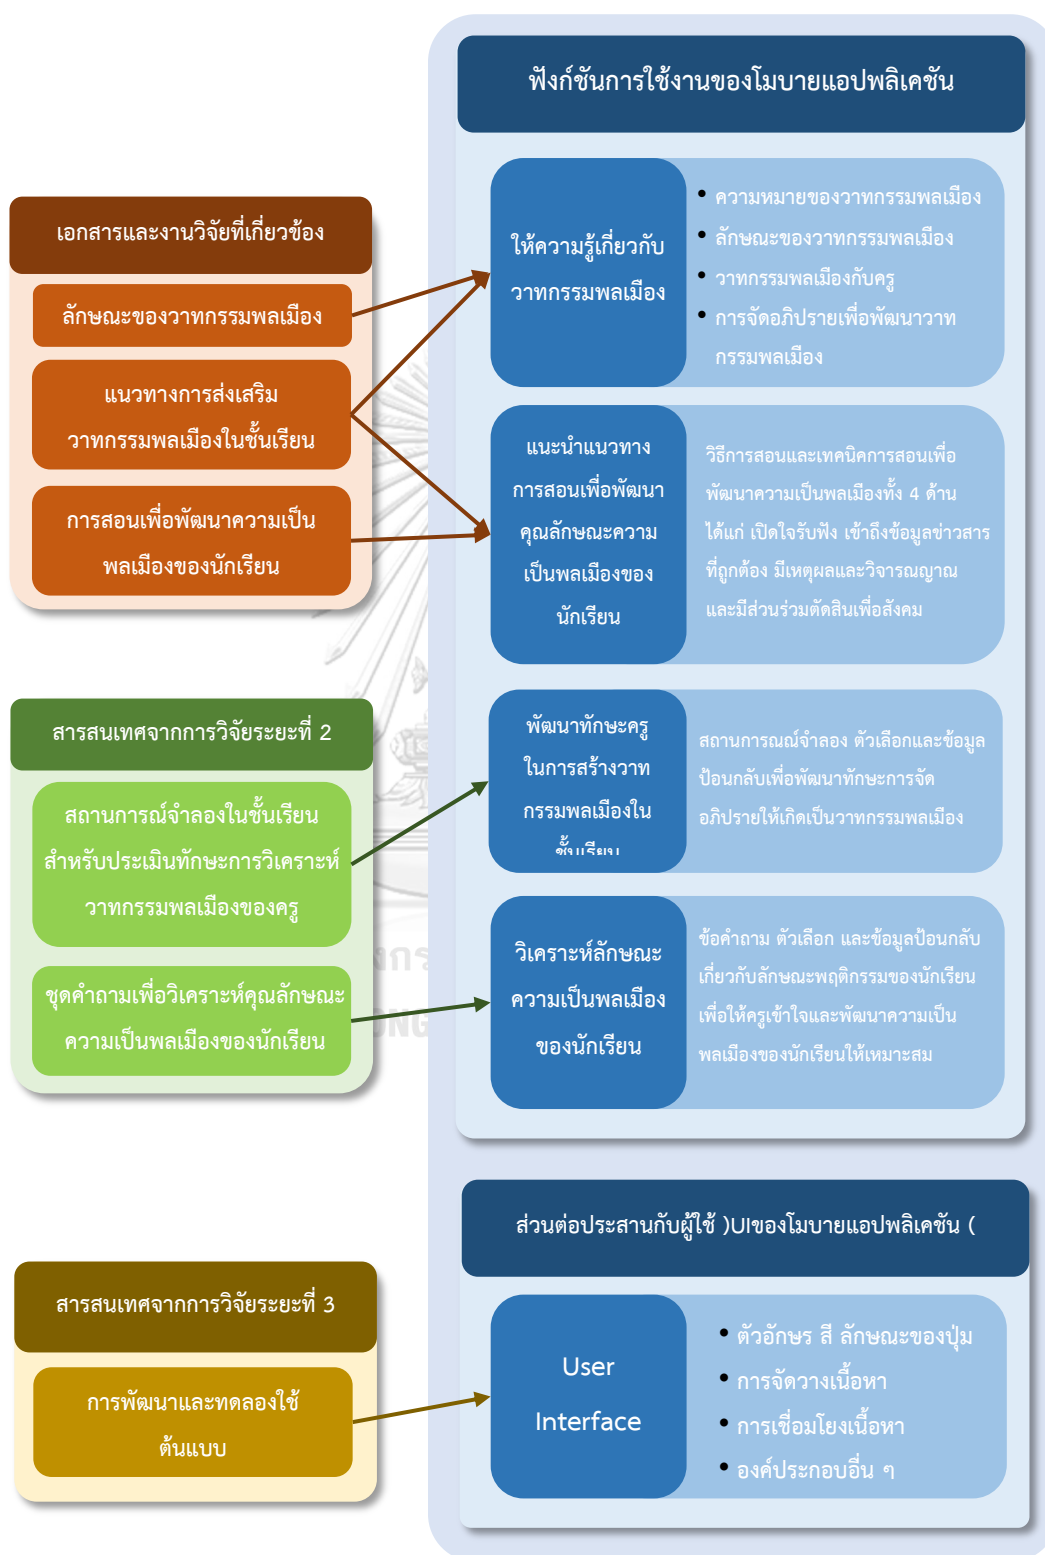 ฟังก์ชันการใช้งานของโมบายแอปพลิเคชัน
เอกสารและงานวิจัยที่เกี่ยวข้อง
ลักษณะของวาทกรรมพลเมือง
แนวทางการส่งเสริม
วาทกรรมพลเมืองในชั้นเรียน
การสอนเพื่อพัฒนาความเป็น
พลเมืองของนักเรียน
ให้ความรู้เกี่ยวกับ
วาทกรรมพลเมือง
• ความหมายของวาทกรรมพลเมือง
• ลักษณะของวาทกรรมพลเมือง
• วาทกรรมพลเมืองกับครู
• การจัดอภิปรายเพื่อพัฒนาวาท
กรรมพลเมือง
แนะนำแนวทาง
การสอนเพื่อพัฒนา
คุณลักษณะความ
เป็นพลเมืองของ
นักเรียน
วิธีการสอนและเทคนิคการสอนเพื่อ
พัฒนาความเป็นพลเมืองทั้ง 4 ด้าน
ได้แก่ เปิดใจรับฟัง เข้าถึงข้อมูลข่าวสาร
ที่ถูกต้อง มีเหตุผลและวิจารณญาณ
และมีส่วนร่วมตัดสินเพื่อสังคม
สารสนเทศจากการวิจัยระยะที่ 2
สถานการณ์จำลองในชั้นเรียน
สำหรับประเมินทักษะการวิเคราะห์
วาทกรรมพลเมืองของครู
ชุดคำถามเพื่อวิเคราะห์คุณลักษณะ
ความเป็นพลเมืองของนักเรียน
พัฒนาทักษะครู
ในการสร้างวาท
กรรมพลเมืองใน
ชั้นเรียน
สถานการณณ์จำลอง ตัวเลือกและข้อมูล
ป้อนกลับเพื่อพัฒนาทักษะการจัด
อภิปรายให้เกิดเป็นวาทกรรมพลเมือง
วิเคราะห์ลักษณะ
ความเป็นพลเมือง
ของนักเรียน
ข้อคำถาม ตัวเลือก และข้อมูลป้อนกลับ
เกี่ยวกับลักษณะพฤติกรรมของนักเรียน
เพื่อให้ครูเข้าใจและพัฒนาความเป็น
พลเมืองของนักเรียนให้เหมาะสม
ส่วนต่อประสานกับผู้ใช้ )UIของโมบายแอปพลิเคชัน (
สารสนเทศจากการวิจัยระยะที่ 3
การพัฒนาและทดลองใช้
ต้นแบบ
User
Interface
• ตัวอักษร สี ลักษณะของปุ่ม
• การจัดวางเนื้อหา
• การเชื่อมโยงเนื้อหา
• องค์ประกอบอื่น ๆ